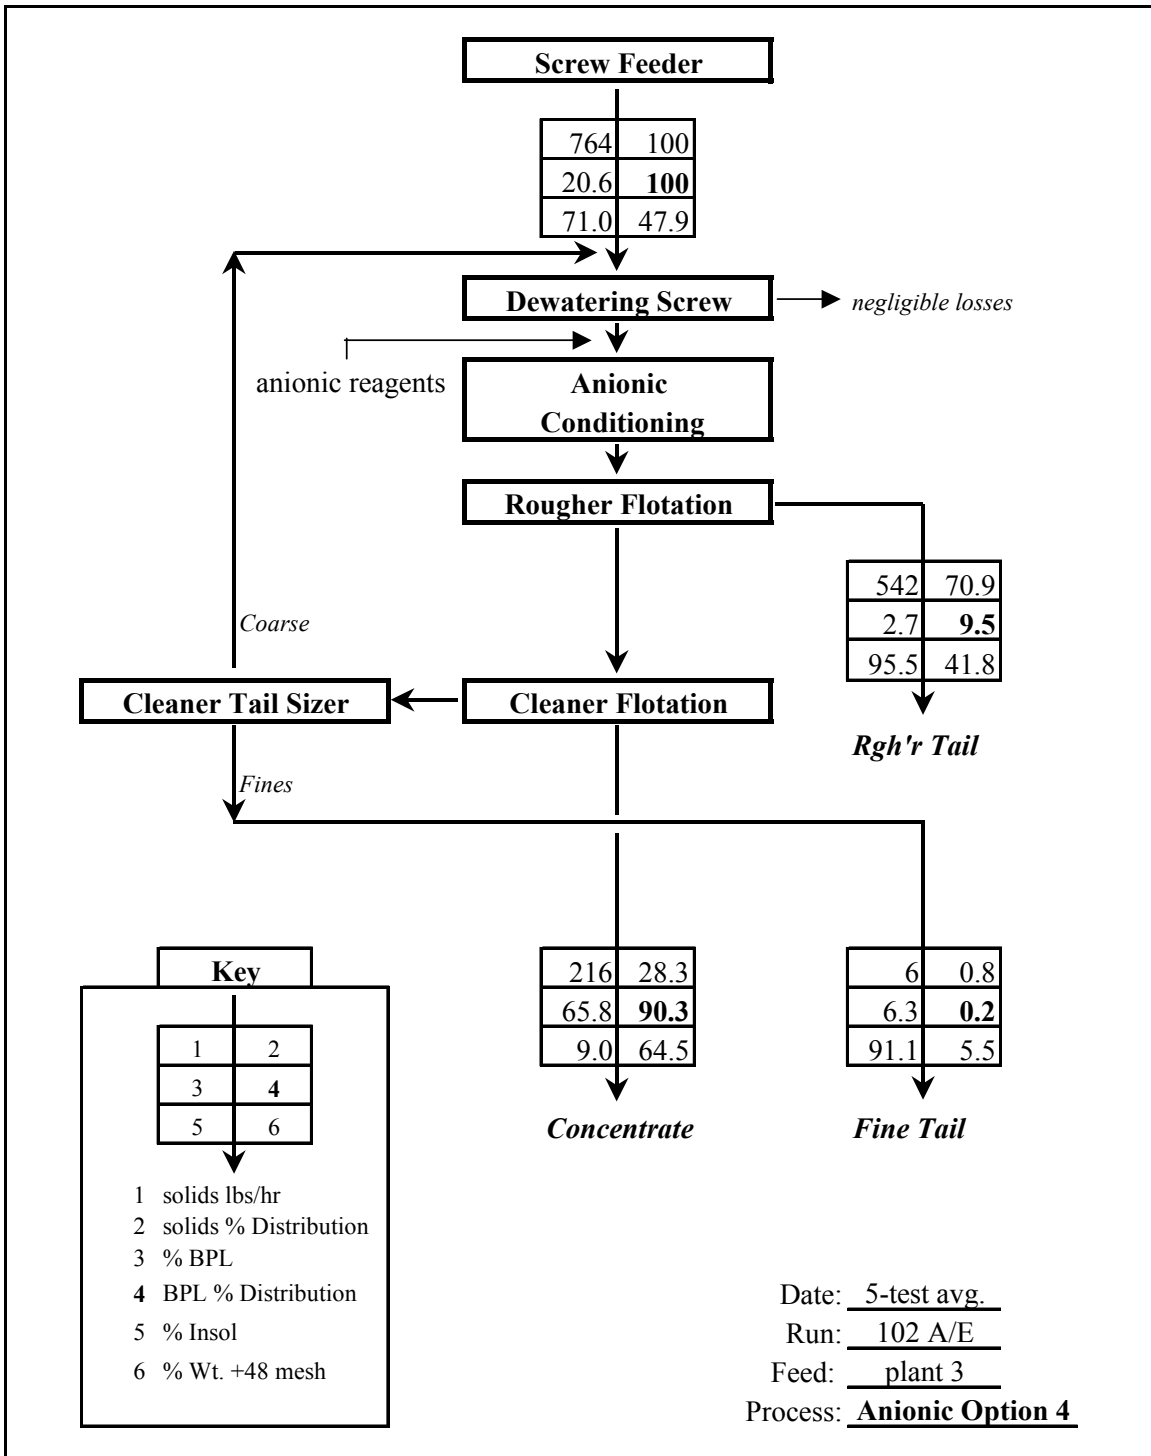 Screw Feeder
764 100
20.6 100
71.0 47.9
Dewatering Screw
negligible losses
anionic reagents
Anionic
Conditioning
Rougher Flotation
542 70.9
2.7 9.5
95.5 41.8
Rgh'r Tail
Coarse
Cleaner Tail Sizer
Cleaner Flotation
Fines
216 28.3
65.8 90.3
9.0 64.5
Concentrate
6 0.8
6.3 0.2
91.1 5.5
Fine Tail
Key
1 2
3 4
5 6
1 solids lbs/hr
2 solids % Distribution
3 % BPL
4 BPL % Distribution
5 % Insol
6 % Wt. +48 mesh
Date: 5-test avg.
Run: 102 A/E
Feed: plant 3
Process: Anionic Option 4